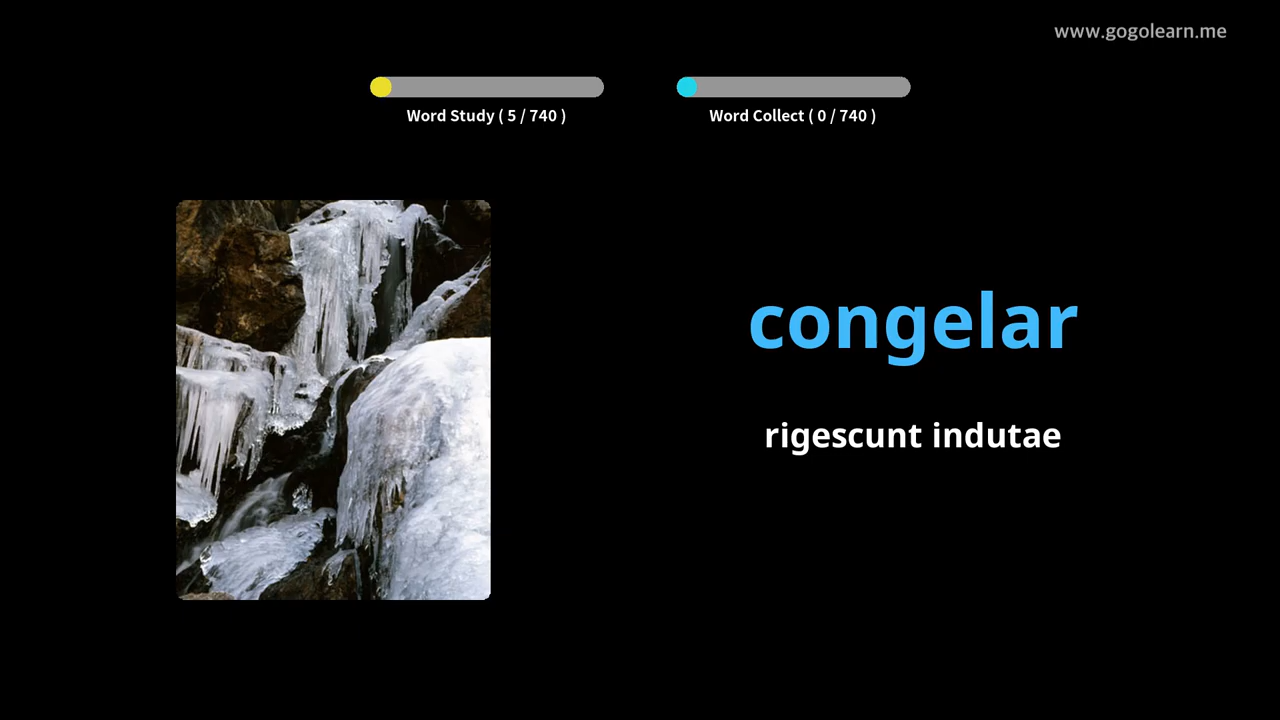 www.gogolearn.me
Word Study ( 5 / 740 )
Word Collect ( 0 / 740 )
congelar
rigescunt indutae